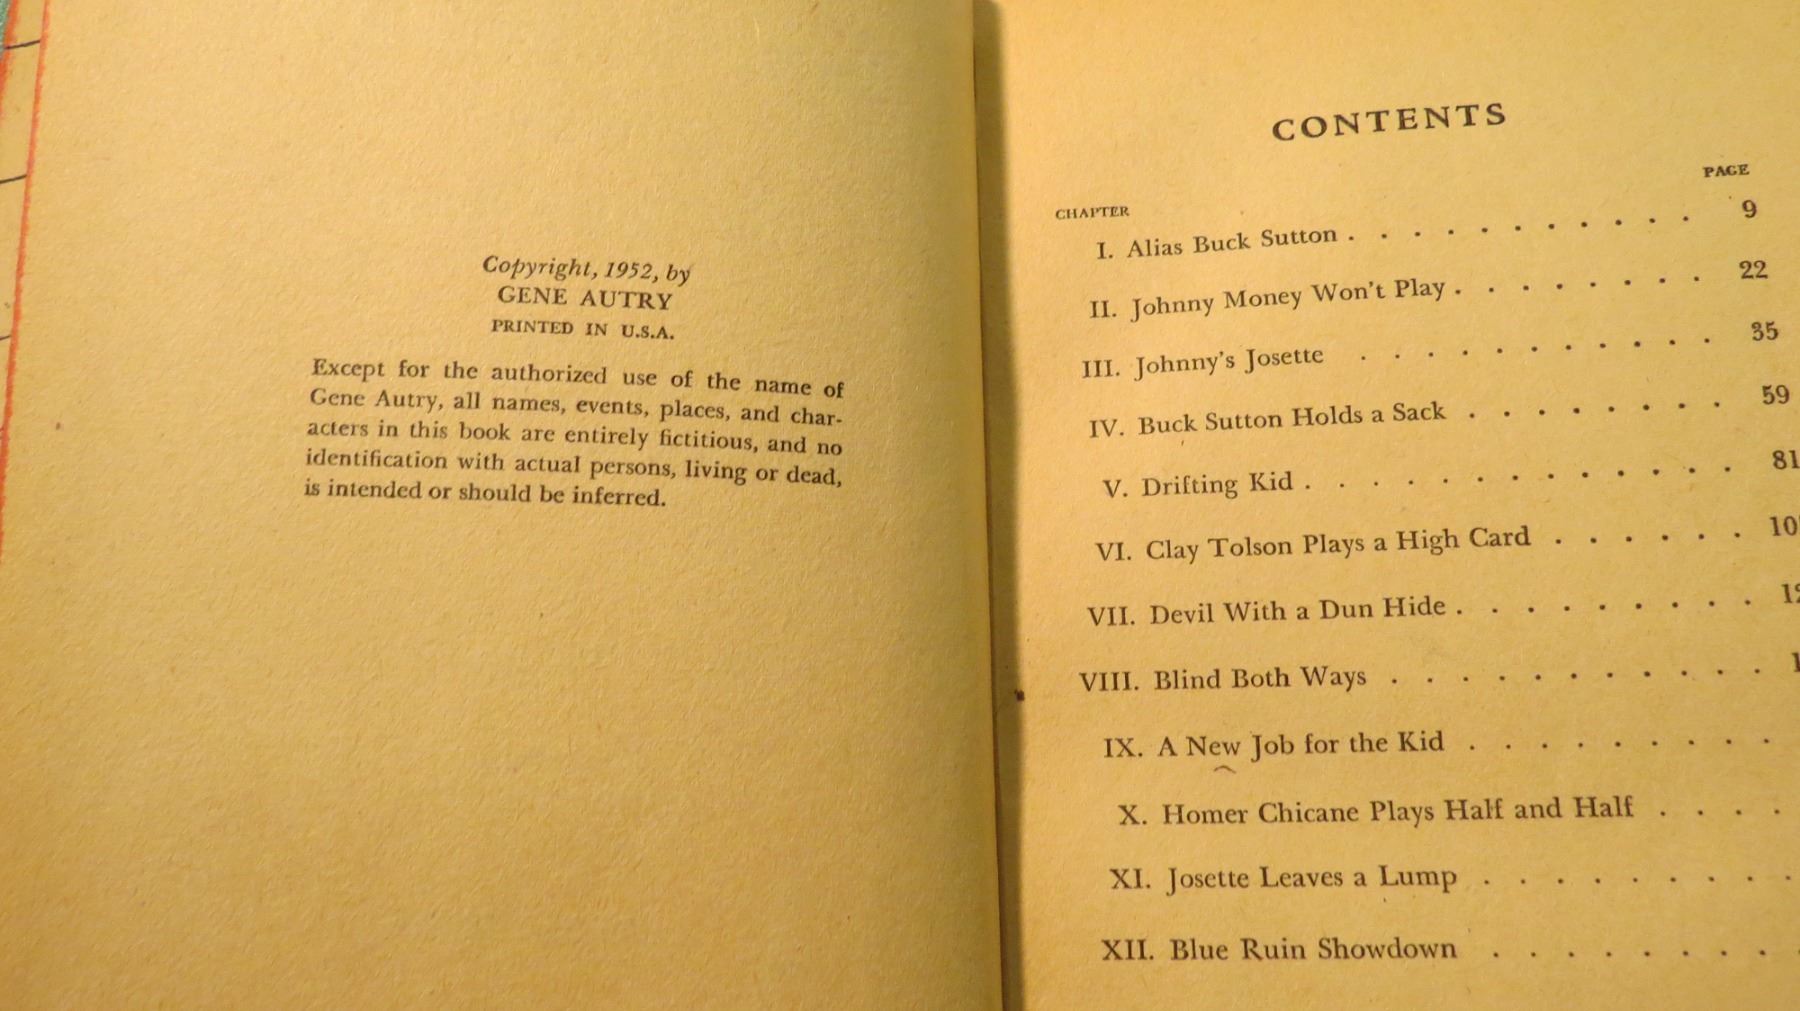 Copyright, 1952, by
GENE AUTRY
PRINTED IN U.S.A.
Except for the authorized use of the name of
Gene Autry, all names, events, places, and char-
acters in this book are entirely fictitious, and no
identification with actual persons, living or dead,
is intended or should be inferred.
CONTENTS
CHAPTER PAGE
I. Alias Buck Sutton . . . . . . . . . . . 9
II. Johnny Money Won't Play . . . . . . . . 22
III. Johnny's Josette . . . . . . . . . . . 35
IV. Buck Sutton Holds a Sack . . . . . . . . 59
V. Drifting Kid . . . . . . . . . . . . . 81
VI. Clay Tolson Plays a High Card . . . . . .
VII. Devil With a Dun Hide . . . . . . . . .
VIII. Blind Both Ways . . . . . . . . . . .
IX. A New Job for the Kid . . . . . . . . .
X. Homer Chicane Plays Half and Half . . . .
XI. Josette Leaves a Lump . . . . . . . . .
XII. Blue Ruin Showdown . . . . . . . . .